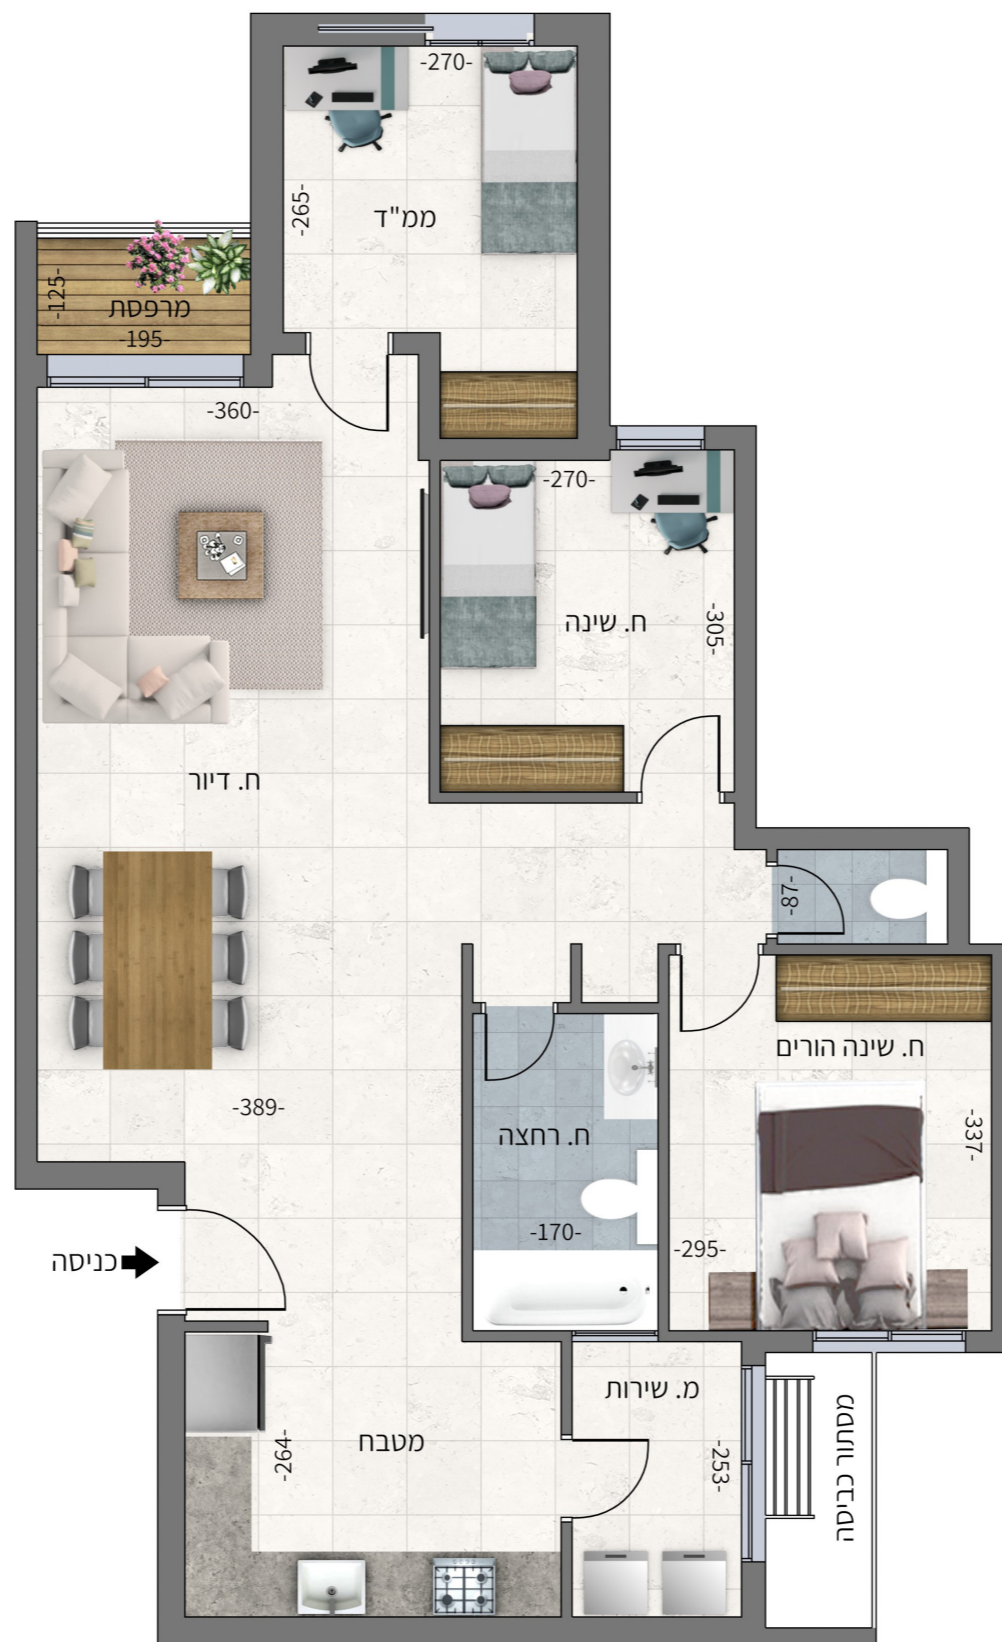 -270-
-265-
ממ"ד
-125-
מרפסת
-195-
-360-
-270-
ח. שינה
-305-
ח. דיור
-87-
ח. שינה הורים
-389-
ח. רחצה
-337-
-170-
-295-
כניסה
מ. שירות
מסתור כביסה
מטבח
-264-
-253-